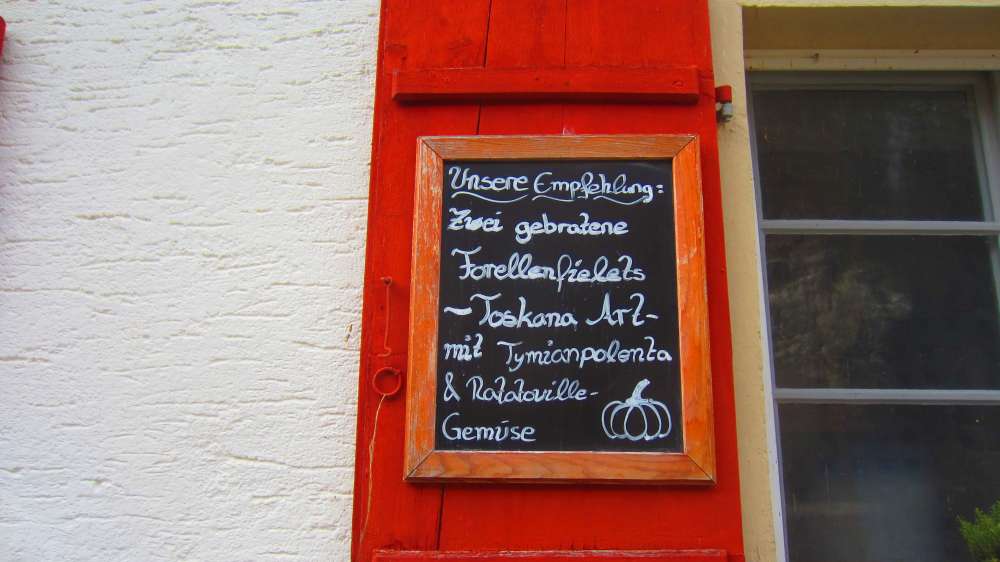 Unsere Empfehlung:
Zwei gebratene
Forellenfielets
- Toskana Art-
mit Tymianpolenta
& Ratatouille-
Gemüse